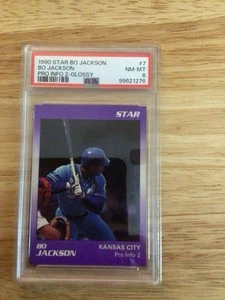 1990 STAR BO JACKSON #7
BO JACKSON NM-MT
PRO INFO 2-GLOSSY 8
PSA 99621276
STAR
BO KANSAS CITY
JACKSON Pro Info 2